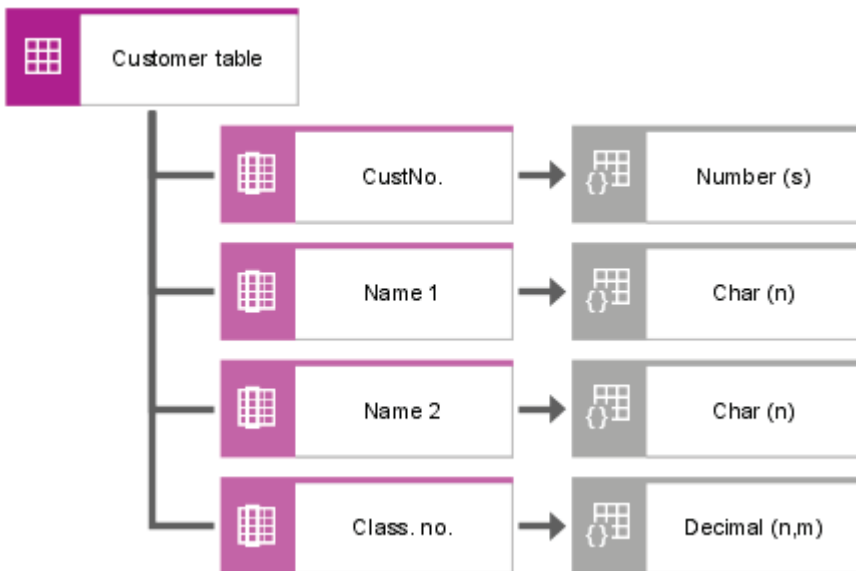 Customer table
CustNo.
Number (s)
Name 1
Char (n)
Name 2
Char (n)
Class. no.
Decimal (n,m)